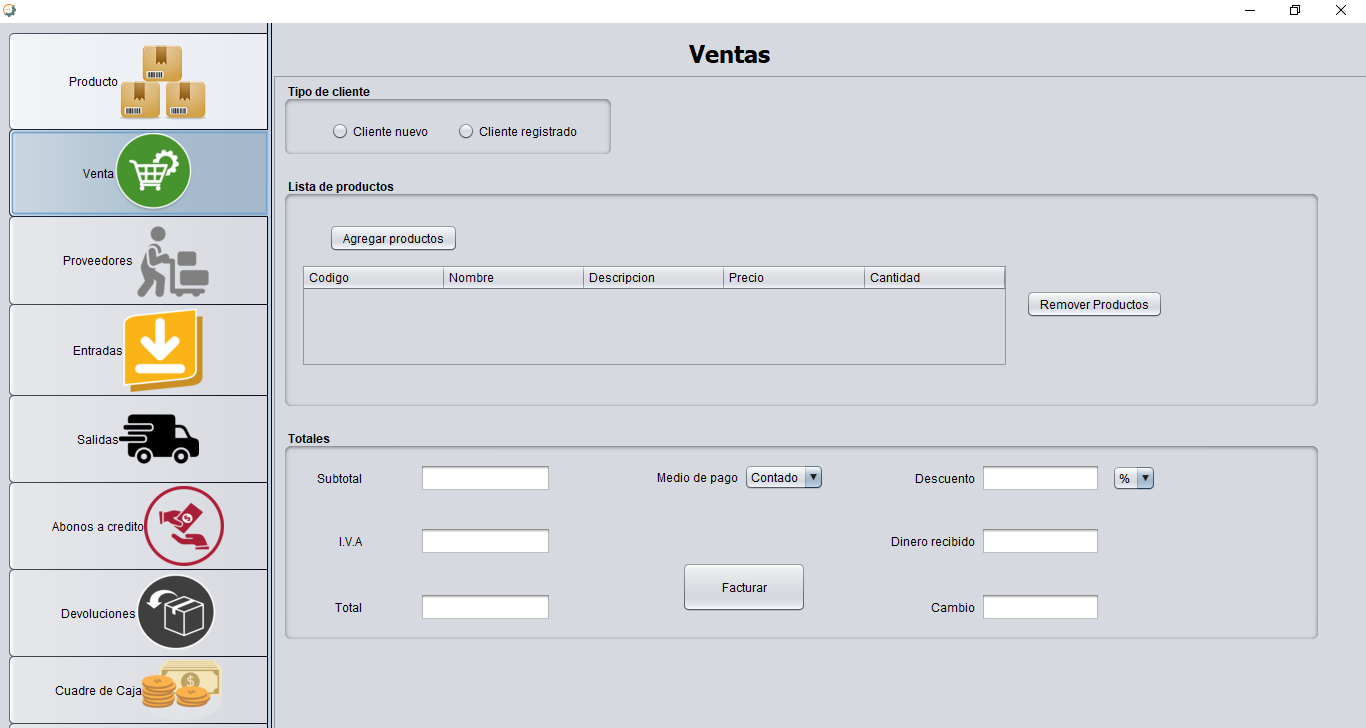 Ventas
Producto
Venta
Proveedores
Entradas
Salidas
Abonos a credito
Devoluciones
Cuadre de Caja
Tipo de cliente
Cliente nuevo Cliente registrado
Lista de productos
Agregar productos
Codigo Nombre Descripcion Precio Cantidad
Remover Productos
Totales
Subtotal Medio de pago Contado Descuento %
I.V.A Dinero recibido
Facturar
Total Cambio